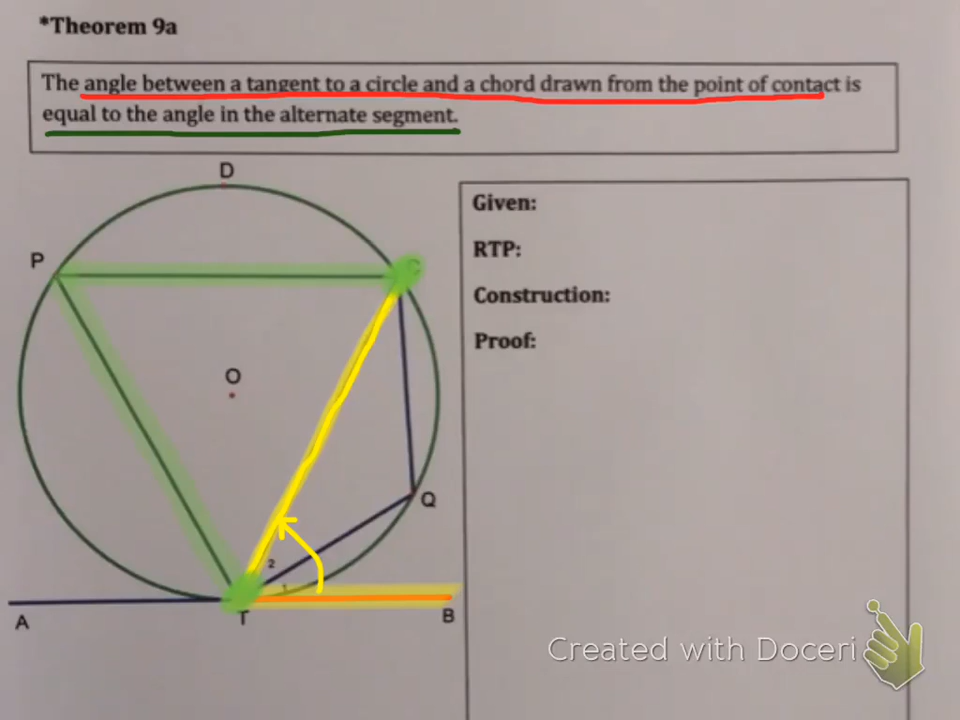 *Theorem 9a
The angle between a tangent to a circle and a chord drawn from the point of contact is
equal to the angle in the alternate segment.
D
P
C
O
Q
2
1
A
T
B
Given:
RTP:
Construction:
Proof:
Created with Doceri